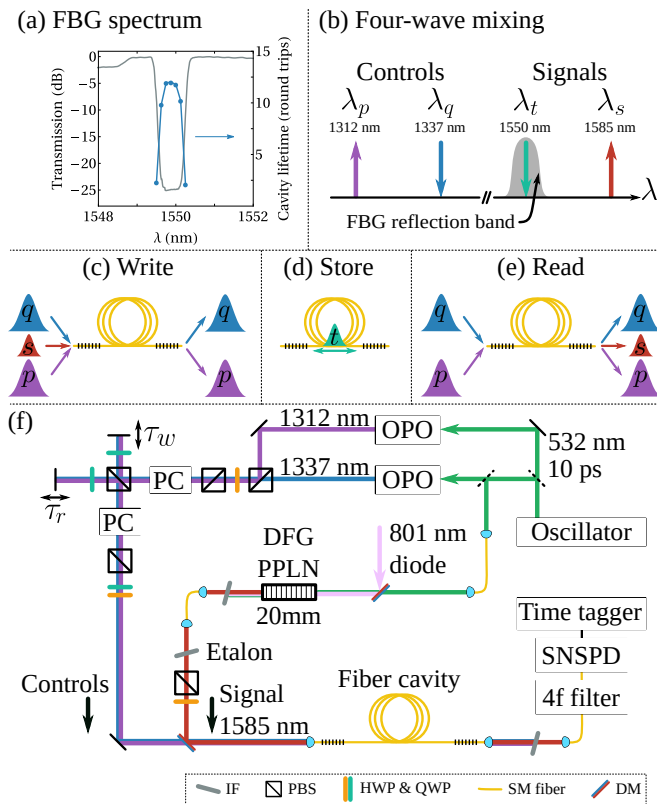 (a) FBG spectrum
Transmission (dB)
0
−5
−10
−15
−20
−25
1548
1550
1552
λ (nm)
15
10
5
Cavity lifetime (round trips)
(b) Four-wave mixing
Controls
Signals
λp
λq
λt
λs
1312 nm
1337 nm
1550 nm
1585 nm
λ
FBG reflection band
(c) Write
q
s
p
q
p
(d) Store
t
(e) Read
q
p
q
s
p
(f)
τw
τr
PC
PC
1312 nm
1337 nm
OPO
OPO
532 nm
10 ps
Oscillator
801 nm
diode
DFG
PPLN
20mm
Etalon
Controls
Signal
1585 nm
Fiber cavity
Time tagger
SNSPD
4f filter
IF
PBS
HWP & QWP
SM fiber
DM